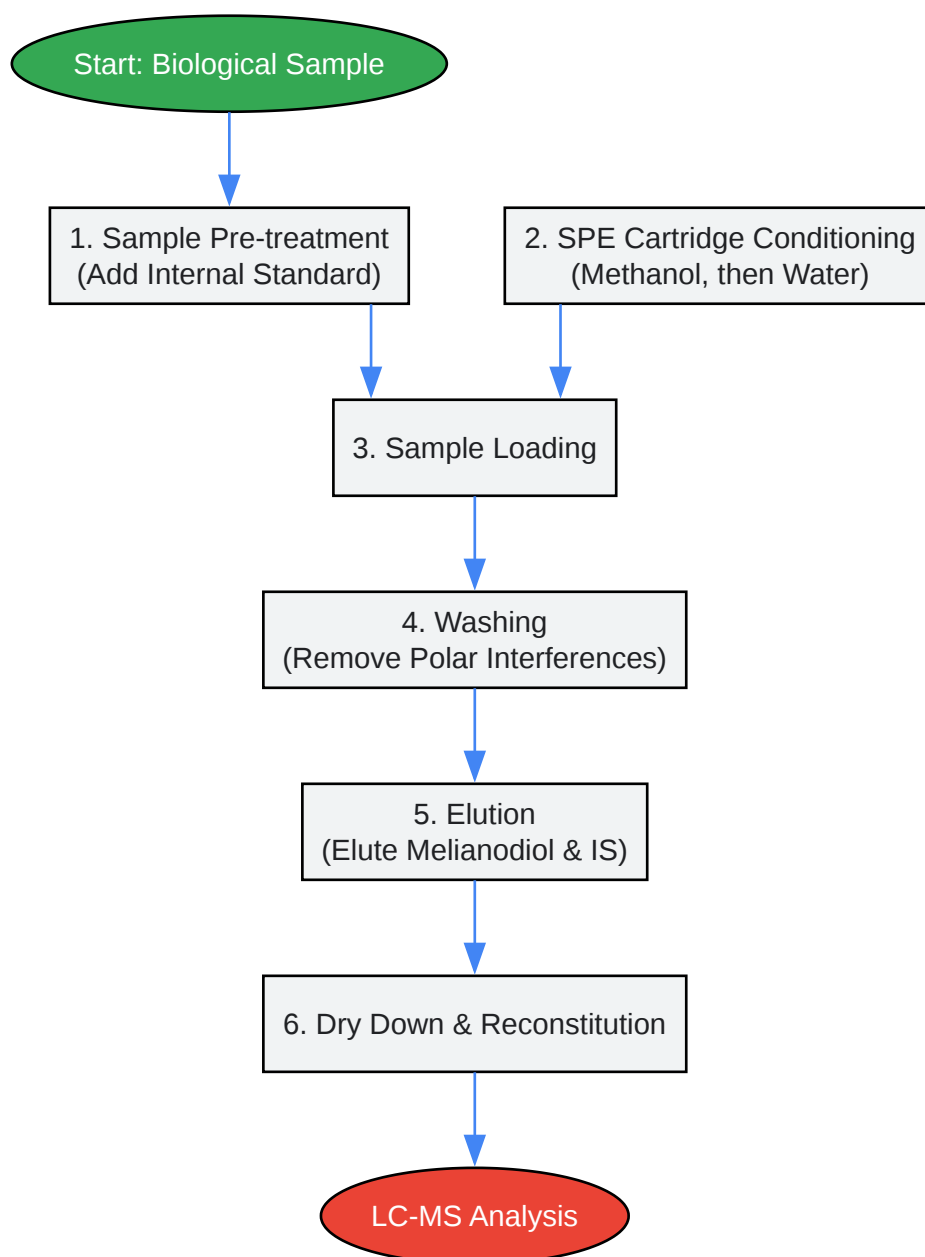 Start: Biological Sample
1. Sample Pre-treatment
(Add Internal Standard)
2. SPE Cartridge Conditioning
(Methanol, then Water)
3. Sample Loading
4. Washing
(Remove Polar Interferences)
5. Elution
(Elute Melianodiol & IS)
6. Dry Down & Reconstitution
LC-MS Analysis